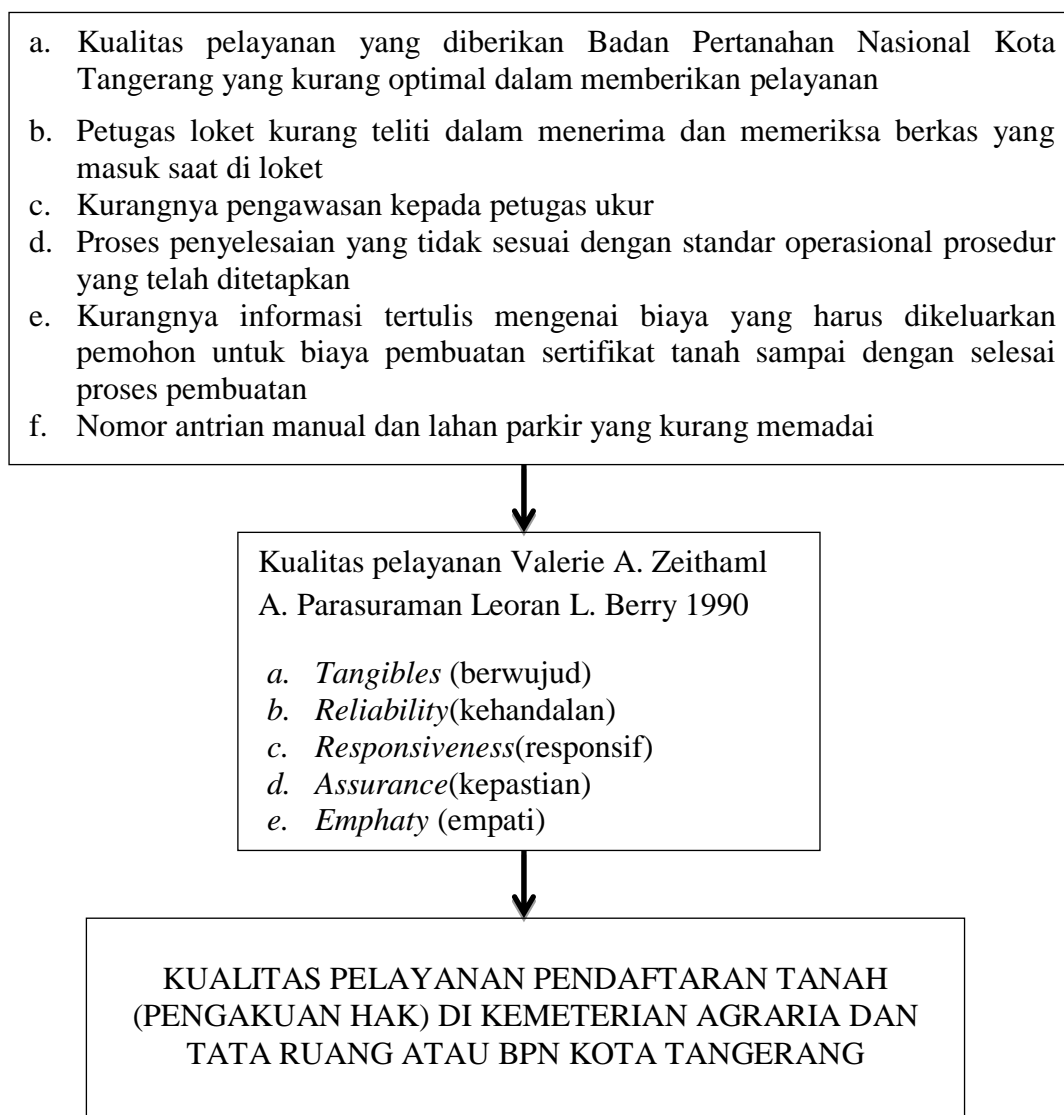 a. Kualitas pelayanan yang diberikan Badan Pertanahan Nasional Kota
Tangerang yang kurang optimal dalam memberikan pelayanan
b. Petugas loket kurang teliti dalam menerima dan memeriksa berkas yang
masuk saat di loket
c. Kurangnya pengawasan kepada petugas ukur
d. Proses penyelesaian yang tidak sesuai dengan standar operasional prosedur
yang telah ditetapkan
e. Kurangnya informasi tertulis mengenai biaya yang harus dikeluarkan
pemohon untuk biaya pembuatan sertifikat tanah sampai dengan selesai
proses pembuatan
f. Nomor antrian manual dan lahan parkir yang kurang memadai
Kualitas pelayanan Valerie A. Zeithaml
A. Parasuraman Leoran L. Berry 1990
a. Tangibles (berwujud)
b. Reliability(kehandalan)
c. Responsiveness(responsif)
d. Assurance(kepastian)
e. Emphaty (empati)
KUALITAS PELAYANAN PENDAFTARAN TANAH
(PENGAKUAN HAK) DI KEMETERIAN AGRARIA DAN
TATA RUANG ATAU BPN KOTA TANGERANG